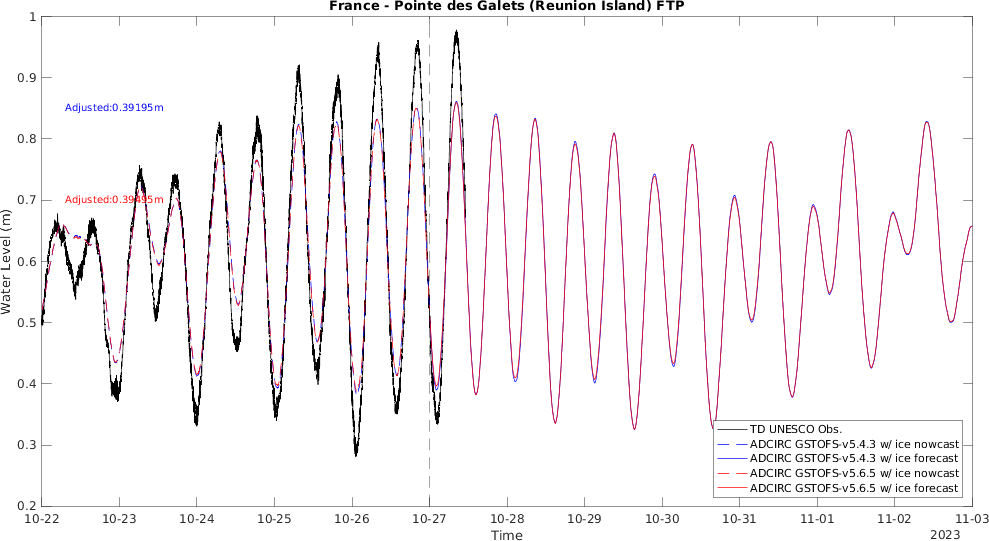 France - Pointe des Galets (Reunion Island) FTP
1
0.9
0.8
0.7
0.6
0.5
0.4
0.3
0.2
Water Level (m)
Adjusted:0.39195m
Adjusted:0.39495m
TD UNESCO Obs.
ADCIRC GSTOFS-v5.4.3 w/ ice nowcast
ADCIRC GSTOFS-v5.4.3 w/ ice forecast
ADCIRC GSTOFS-v5.6.5 w/ ice nowcast
ADCIRC GSTOFS-v5.6.5 w/ ice forecast
10-22 10-23 10-24 10-25 10-26 10-27 10-28 10-29 10-30 10-31 11-01 11-02 11-03
Time
2023